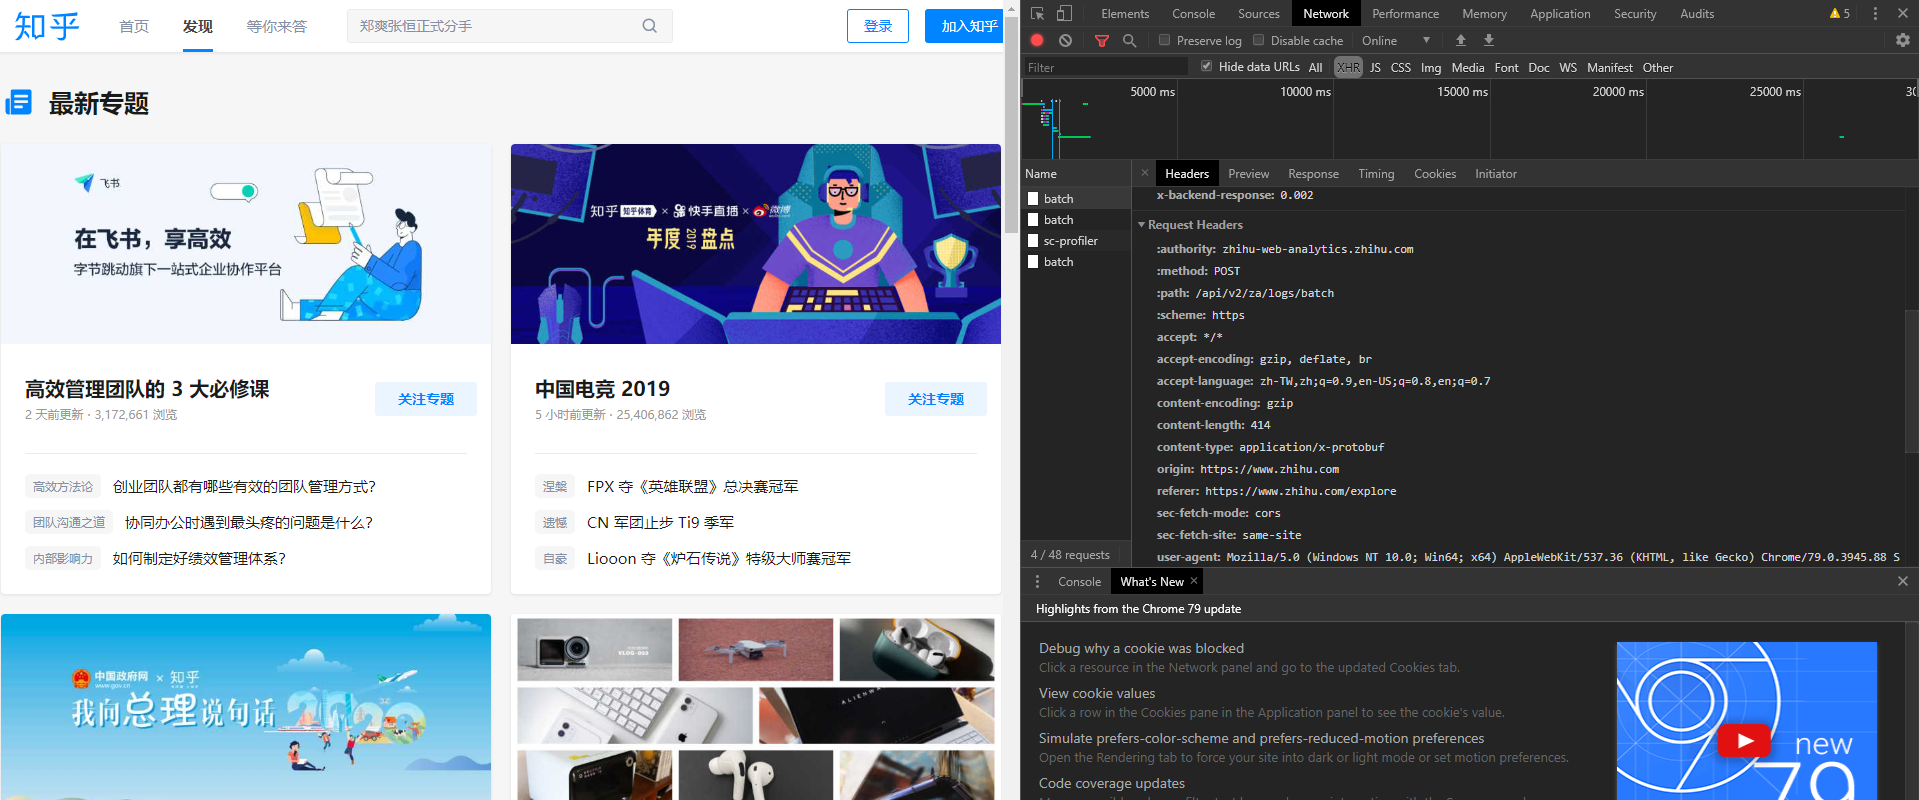 知乎
首页 发现 等你来答
郑爽张恒正式分手
登录
加入知乎
最新专题
飞书
在飞书，享高效
字节跳动旗下一站式企业协作平台
高效管理团队的 3 大必修课
2 天前更新 · 3,172,661 浏览
关注专题
高效方法论 创业团队都有哪些有效的团队管理方式？
团队沟通之道 协同办公时遇到最头疼的问题是什么？
内部影响力 如何制定好绩效管理体系？
知乎 知乎体育 × 快手直播 × 微博
年度 2019 盘点
中国电竞 2019
5 小时前更新 · 25,406,862 浏览
关注专题
涅槃 FPX 夺《英雄联盟》总决赛冠军
遗憾 CN 军团止步 Ti9 季军
自豪 Liooon 夺《炉石传说》特级大师赛冠军
中国政府网 × 知乎
www.gov.cn
我向总理说句话 2020
ALIENWARE
Elements Console Sources Network Performance Memory Application Security Audits 5
Preserve log Disable cache Online
Filter Hide data URLs All XHR JS CSS Img Media Font Doc WS Manifest Other
5000 ms 10000 ms 15000 ms 20000 ms 25000 ms
Name
batch
batch
sc-profiler
batch
4 / 48 requests
Headers Preview Response Timing Cookies Initiator
x-backend-response: 0.002
Request Headers
:authority: zhihu-web-analytics.zhihu.com
:method: POST
:path: /api/v2/za/logs/batch
:scheme: https
accept: */*
accept-encoding: gzip, deflate, br
accept-language: zh-TW,zh;q=0.9,en-US;q=0.8,en;q=0.7
content-encoding: gzip
content-length: 414
content-type: application/x-protobuf
origin: https://www.zhihu.com
referer: https://www.zhihu.com/explore
sec-fetch-mode: cors
sec-fetch-site: same-site
user-agent: Mozilla/5.0 (Windows NT 10.0; Win64; x64) AppleWebKit/537.36 (KHTML, like Gecko) Chrome/79.0.3945.88 S
Console What's New
Highlights from the Chrome 79 update
Debug why a cookie was blocked
Click a resource in the Network panel and go to the updated Cookies tab.
View cookie values
Click a row in the Cookies pane in the Application panel to see the cookie's value.
Simulate prefers-color-scheme and prefers-reduced-motion preferences
Open the Rendering tab to force your site into dark or light mode or set motion preferences.
Code coverage updates
new
79